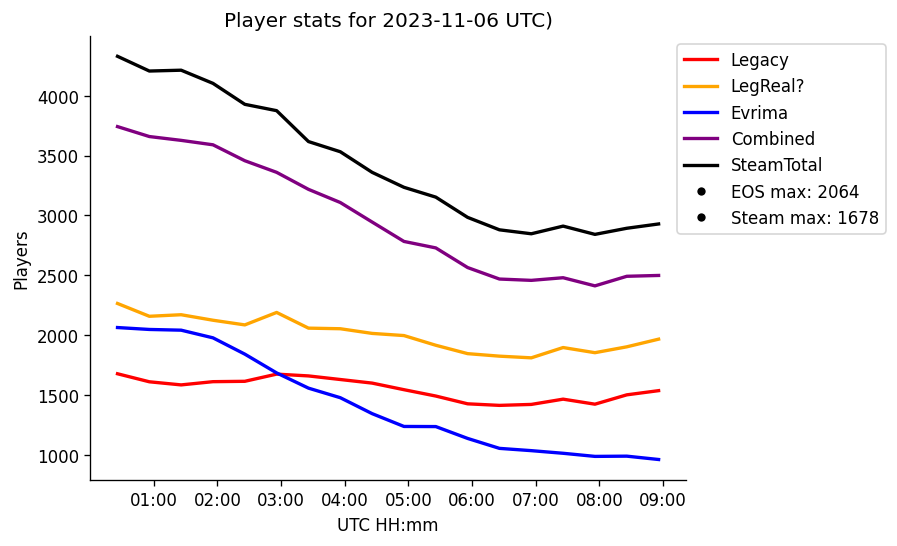 Player stats for 2023-11-06 UTC)
Legacy
LegReal?
Evrima
Combined
SteamTotal
EOS max: 2064
Steam max: 1678
Players
4000
3500
3000
2500
2000
1500
1000
01:00 02:00 03:00 04:00 05:00 06:00 07:00 08:00 09:00
UTC HH:mm